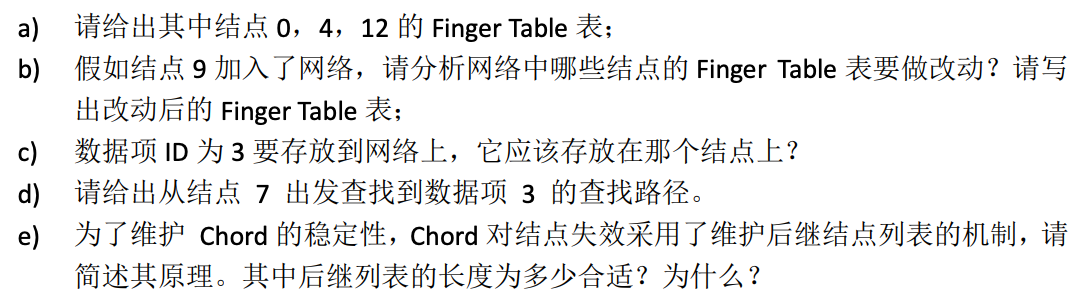 a) 请给出其中结点 0，4，12 的 Finger Table 表；
b) 假如结点 9 加入了网络，请分析网络中哪些结点的 Finger Table 表要做改动？请写
出改动后的 Finger Table 表；
c) 数据项 ID 为 3 要存放到网络上，它应该存放在那个结点上？
d) 请给出从结点 7 出发查找到数据项 3 的查找路径。
e) 为了维护 Chord 的稳定性，Chord 对结点失效采用了维护后继结点列表的机制，请
简述其原理。其中后继列表的长度为多少合适？为什么？